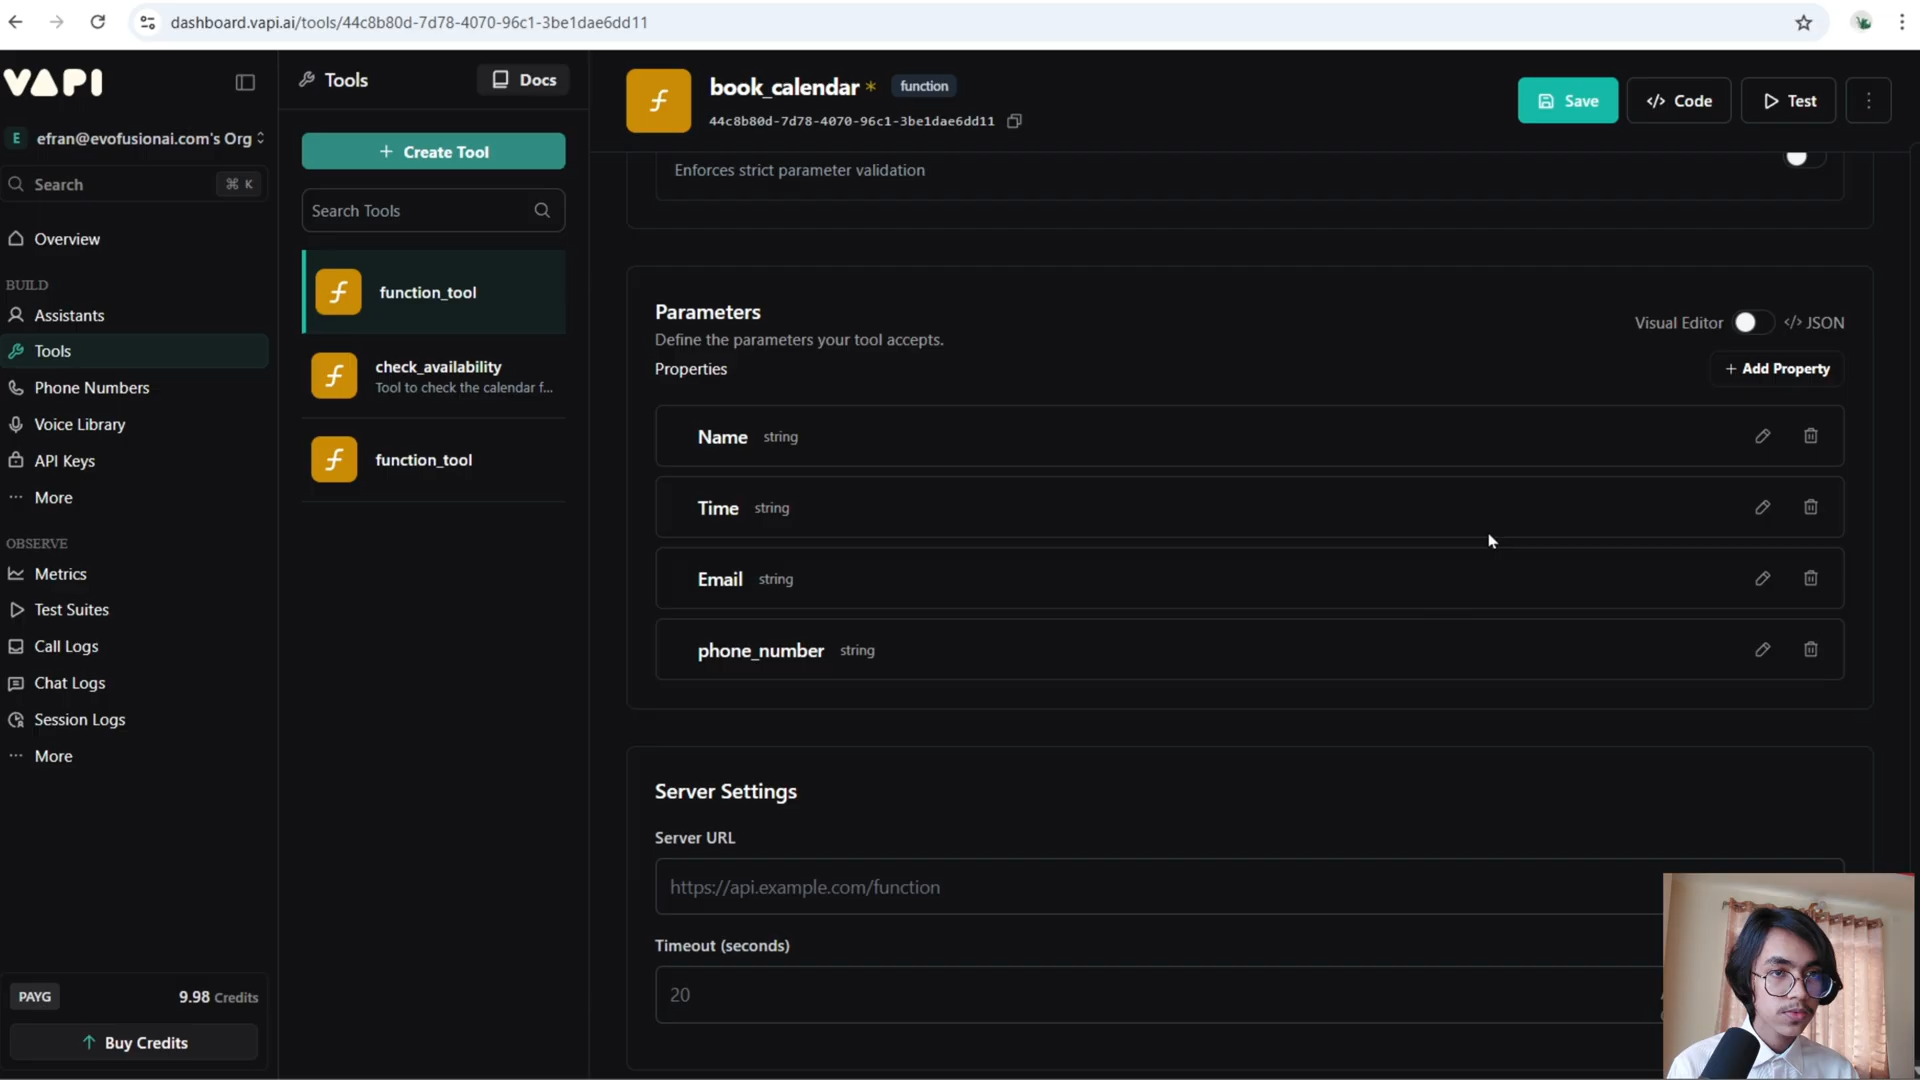 dashboard.vapi.ai/tools/44c8b80d-7d78-4070-96c1-3be1dae6dd11
VAPI
E efran@evofusionai.com's Org
Search ⌘ K
Overview
BUILD
Assistants
Tools
Phone Numbers
Voice Library
API Keys
More
OBSERVE
Metrics
Test Suites
Call Logs
Chat Logs
Session Logs
More
PAYG 9.98 Credits
Buy Credits
Tools
Docs
+ Create Tool
Search Tools
function_tool
check_availability
Tool to check the calendar f...
function_tool
book_calendar * function
44c8b80d-7d78-4070-96c1-3be1dae6dd11
Save
</> Code
Test
Enforces strict parameter validation
Parameters
Define the parameters your tool accepts.
Visual Editor </> JSON
Properties
+ Add Property
Name string
Time string
Email string
phone_number string
Server Settings
Server URL
https://api.example.com/function
Timeout (seconds)
20